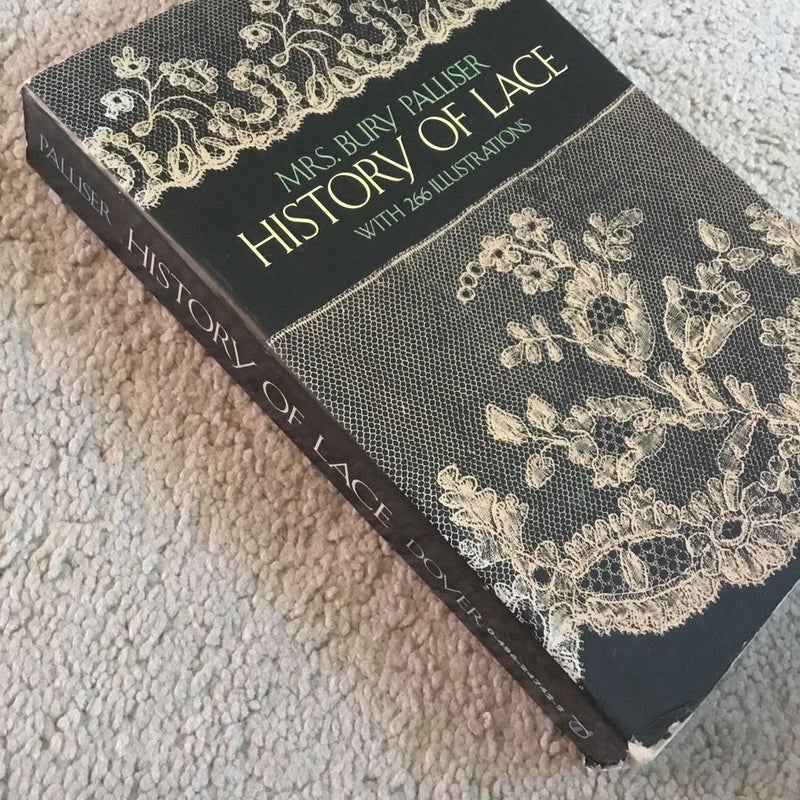 MRS. BURY PALLISER
HISTORY OF LACE
WITH 266 ILLUSTRATIONS
PALLISER HISTORY OF LACE DOVER